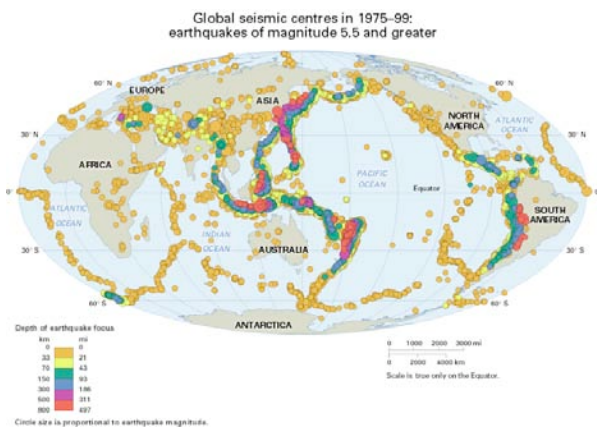 Global seismic centres in 1975–99:
earthquakes of magnitude 5.5 and greater
60° N
60° N
EUROPE
ASIA
NORTH
AMERICA
ATLANTIC
OCEAN
30° N
30° N
AFRICA
PACIFIC
OCEAN
0°
Equator
0°
ATLANTIC
OCEAN
INDIAN
OCEAN
SOUTH
AMERICA
AUSTRALIA
30° S
30° S
60° S
60° S
ANTARCTICA
Depth of earthquake focus
km mi
0 0
33 21
70 43
150 93
300 186
500 311
800 497
0 1000 2000 3000 mi
0 2000 4000 km
Scale is true only on the Equator.
Circle size is proportional to earthquake magnitude.